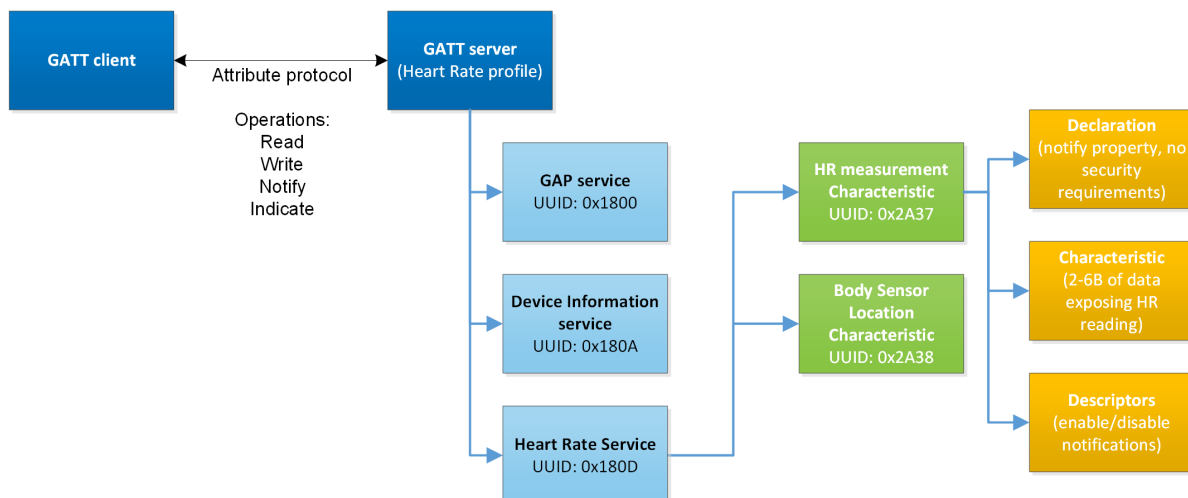 GATT client
Attribute protocol
Operations:
Read
Write
Notify
Indicate
GATT server
(Heart Rate profile)
GAP service
UUID: 0x1800
Device Information
service
UUID: 0x180A
Heart Rate Service
UUID: 0x180D
HR measurement
Characteristic
UUID: 0x2A37
Body Sensor
Location
Characteristic
UUID: 0x2A38
Declaration
(notify property, no
security
requirements)
Characteristic
(2-6B of data
exposing HR
reading)
Descriptors
(enable/disable
notifications)